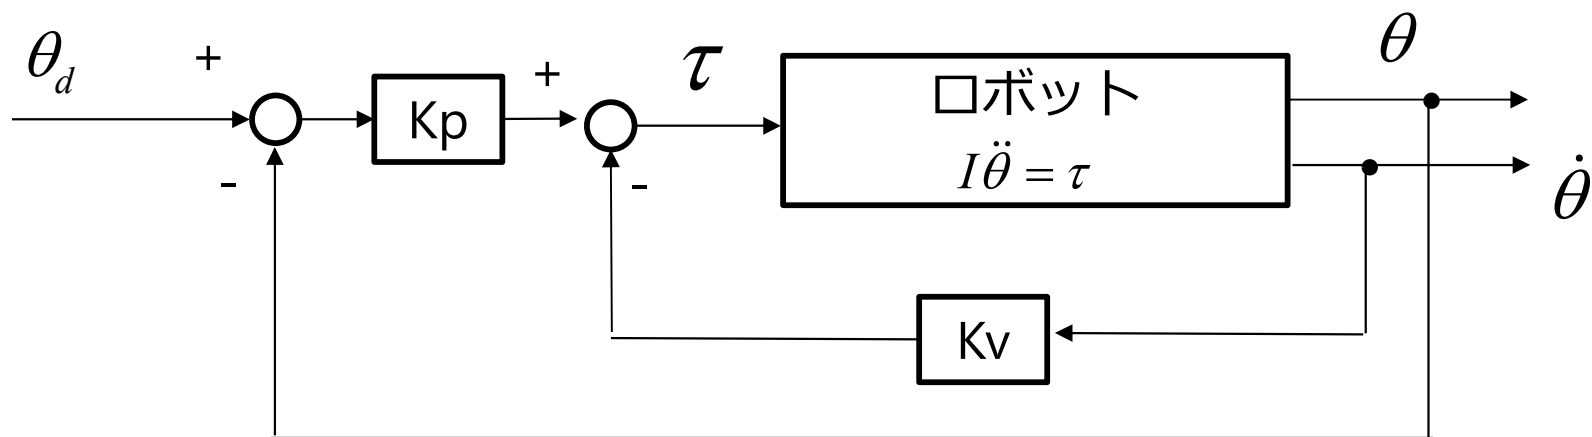 θd
+
-
Kp
+
-
τ
ロボット
Iθ̈ = τ
θ
θ̇
Kv